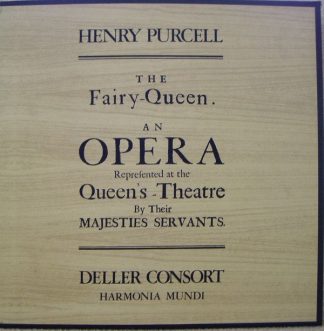 HENRY PURCELL
THE
Fairy-Queen.
AN
OPERA
Repreſented at the
Queen's-Theatre
By Their
MAJESTIES SERVANTS.
DELLER CONSORT
HARMONIA MUNDI